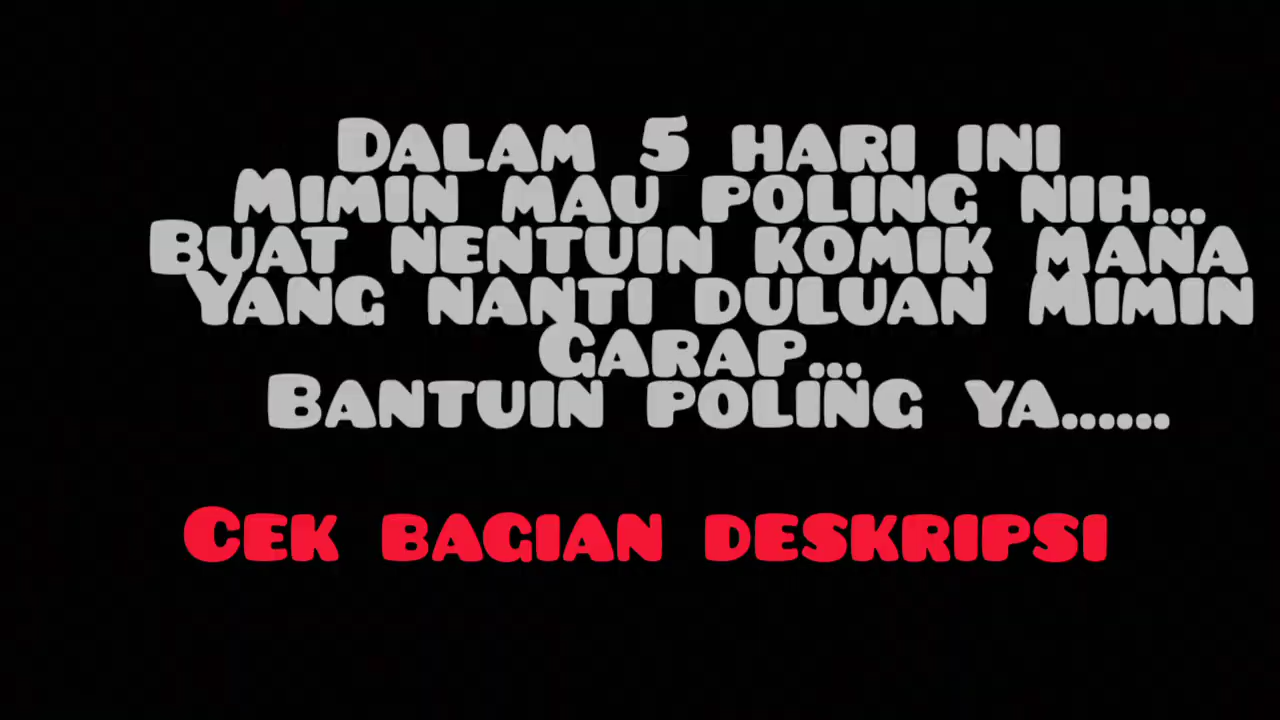 Dalam 5 hari ini
Mimin mau poling nih...
Buat nentuin komik mana
Yang nanti duluan Mimin
Garap...
Bantuin poling ya......
Cek bagian deskripsi